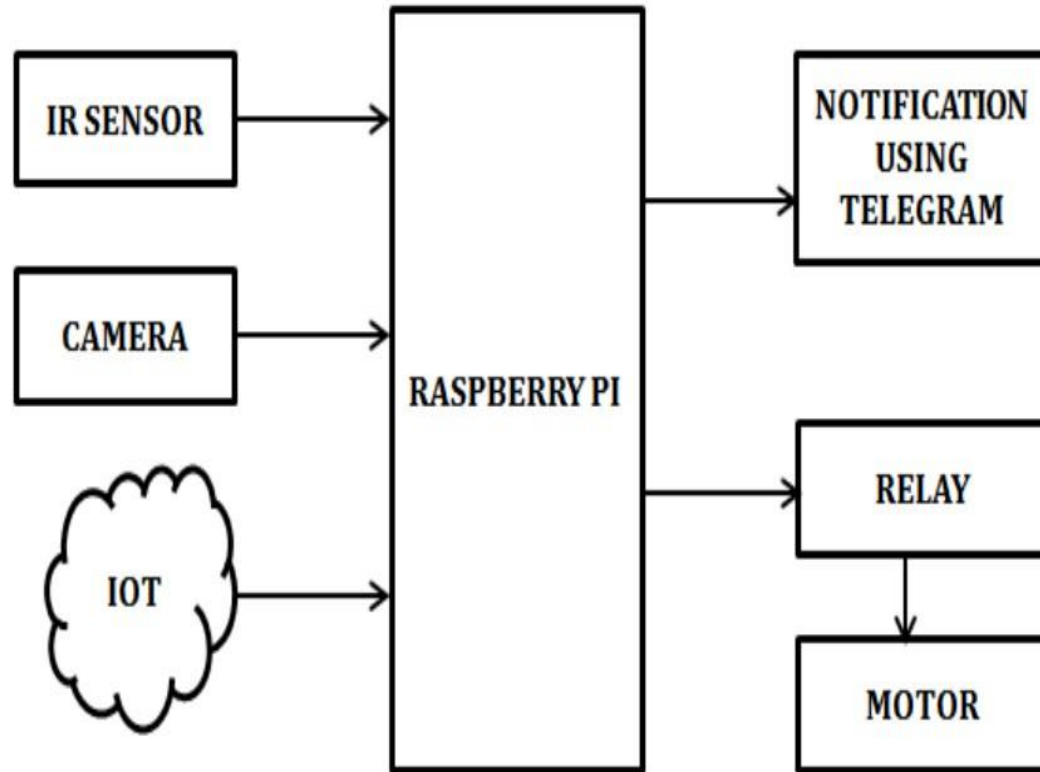 IR SENSOR
CAMERA
IOT
RASPBERRY PI
NOTIFICATION
USING
TELEGRAM
RELAY
MOTOR